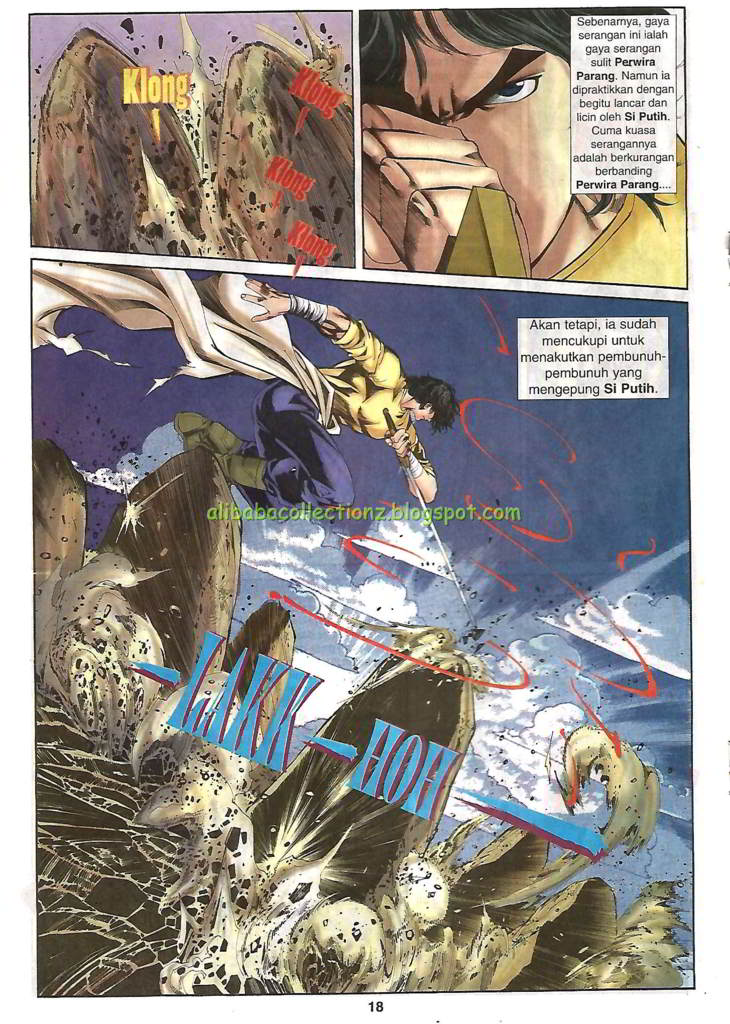 Klong
Klong
Klong
Klong
Sebenarnya, gaya
serangan ini ialah
gaya serangan
sulit Perwira
Parang. Namun ia
dipraktikkan dengan
begitu lancar dan
licin oleh Si Putih.
Cuma kuasa
serangannya
adalah berkurangan
berbanding
Perwira Parang....
Akan tetapi, ia sudah
mencukupi untuk
menakutkan pembunuh-
pembunuh yang
mengepung Si Putih.
alibabacollectionz.blogspot.com
-LAKK-HOH-
18